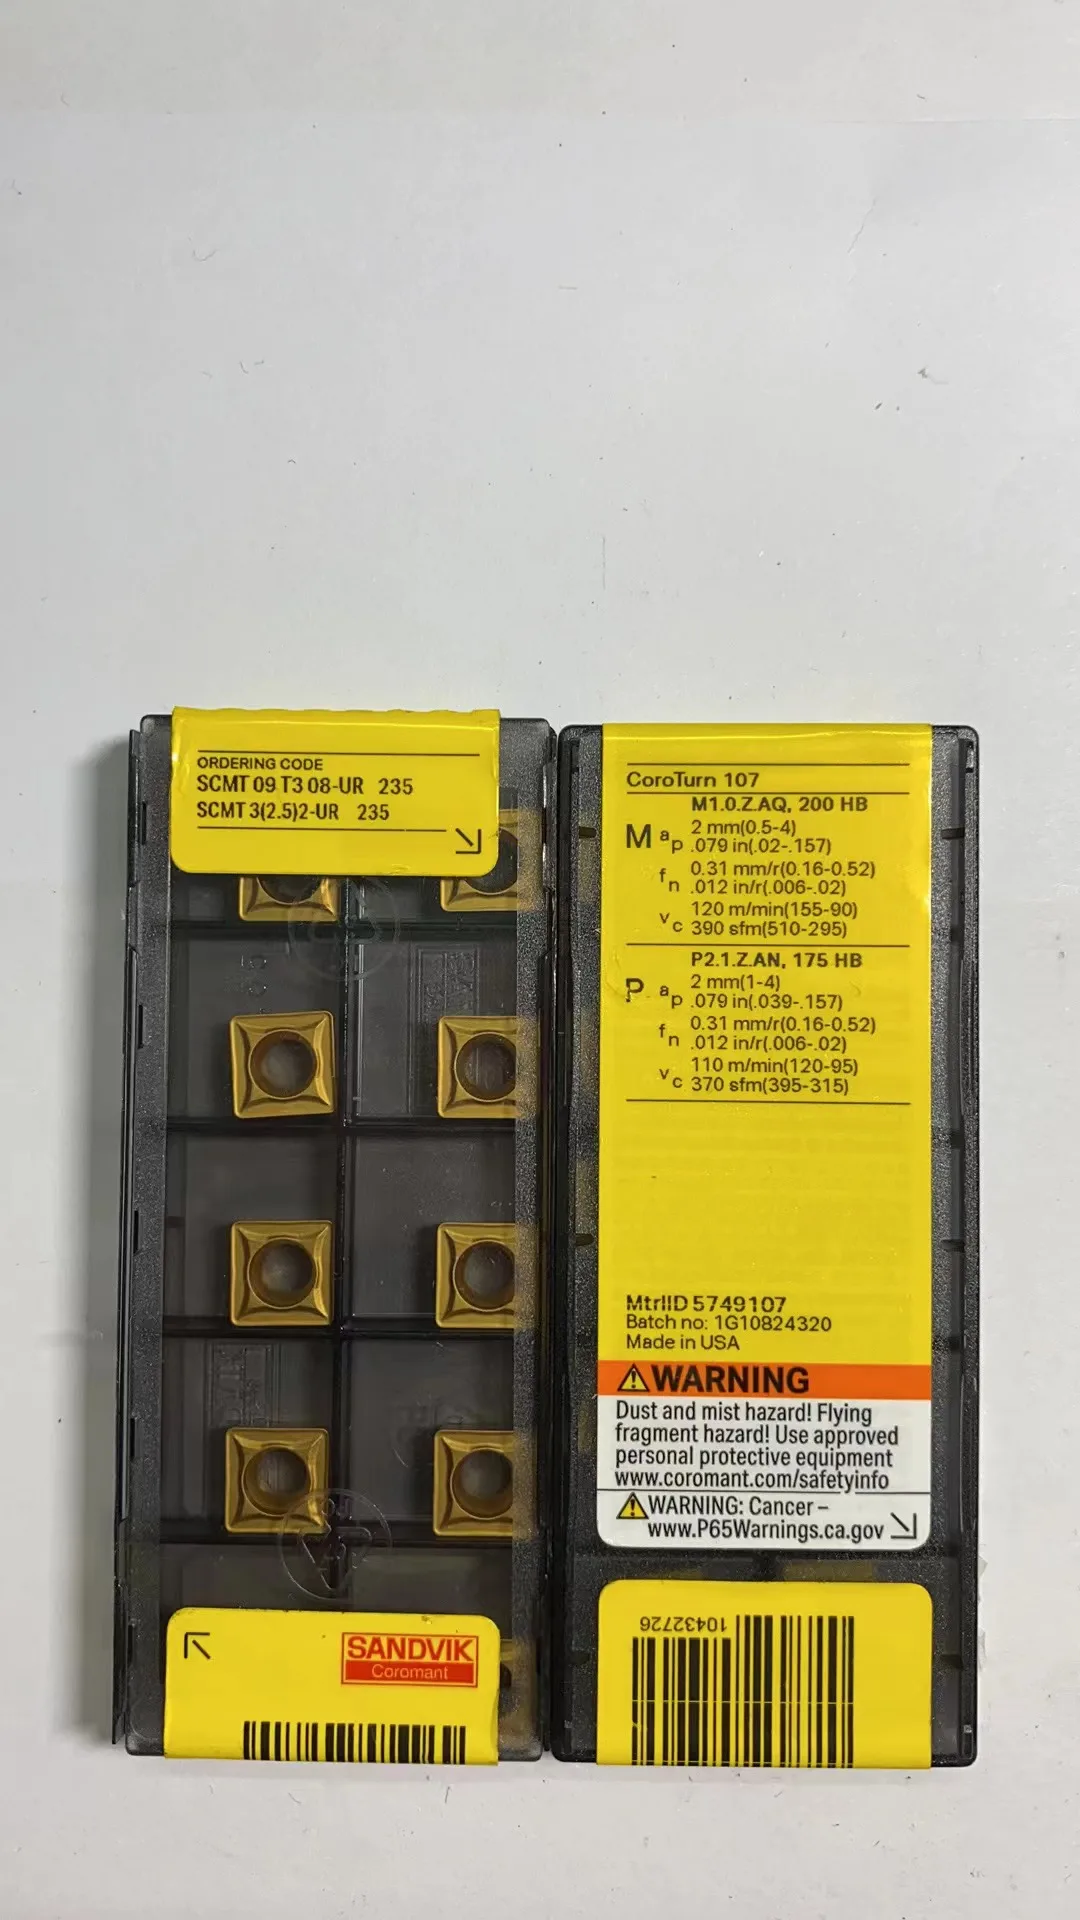 ORDERING CODE
SCMT 09 T3 08-UR 235
SCMT 3(2.5)2-UR 235
SANDVIK
Coromant
CoroTurn 107
M1.0.Z.AQ, 200 HB
M ap 2 mm(0.5-4)
.079 in(.02-.157)
fn 0.31 mm/r(0.16-0.52)
.012 in/r(.006-.02)
vc 120 m/min(155-90)
390 sfm(510-295)
P2.1.Z.AN, 175 HB
P ap 2 mm(1-4)
.079 in(.039-.157)
fn 0.31 mm/r(0.16-0.52)
.012 in/r(.006-.02)
vc 110 m/min(120-95)
370 sfm(395-315)
MtrlID 5749107
Batch no: 1G10824320
Made in USA
WARNING
Dust and mist hazard! Flying
fragment hazard! Use approved
personal protective equipment
www.coromant.com/safetyinfo
WARNING: Cancer –
www.P65Warnings.ca.gov
10432726